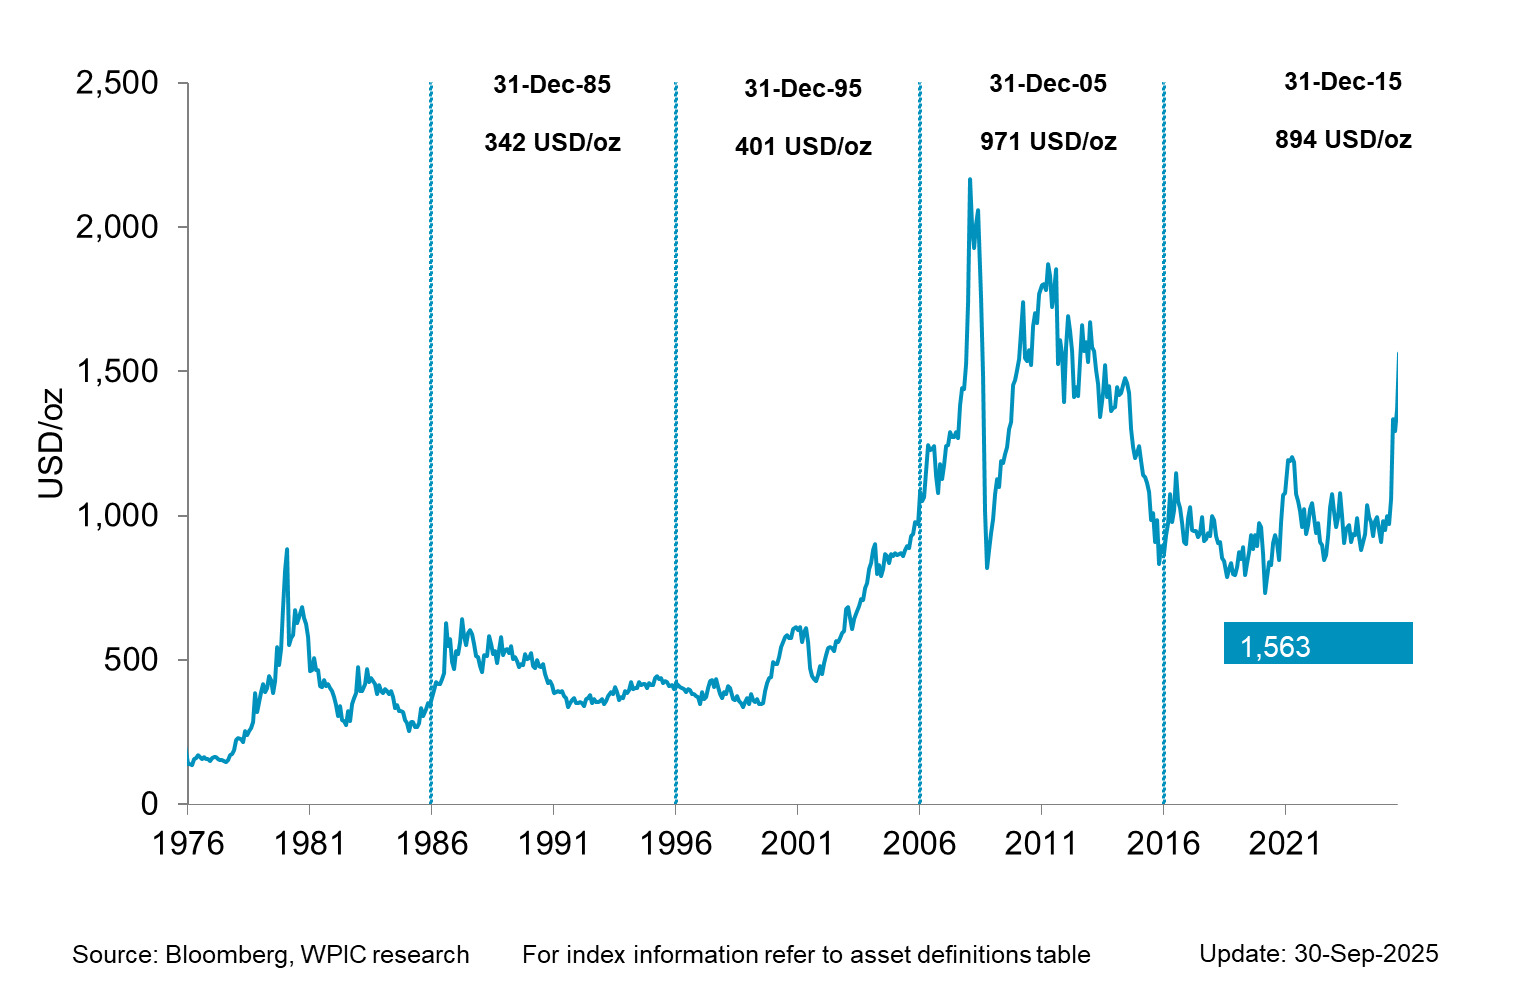 31-Dec-85
31-Dec-95
31-Dec-05
31-Dec-15
342 USD/oz
401 USD/oz
971 USD/oz
894 USD/oz
USD/oz
2,500
2,000
1,500
1,000
500
0
1,563
1976
1981
1986
1991
1996
2001
2006
2011
2016
2021
Source: Bloomberg, WPIC research
For index information refer to asset definitions table
Update: 30-Sep-2025